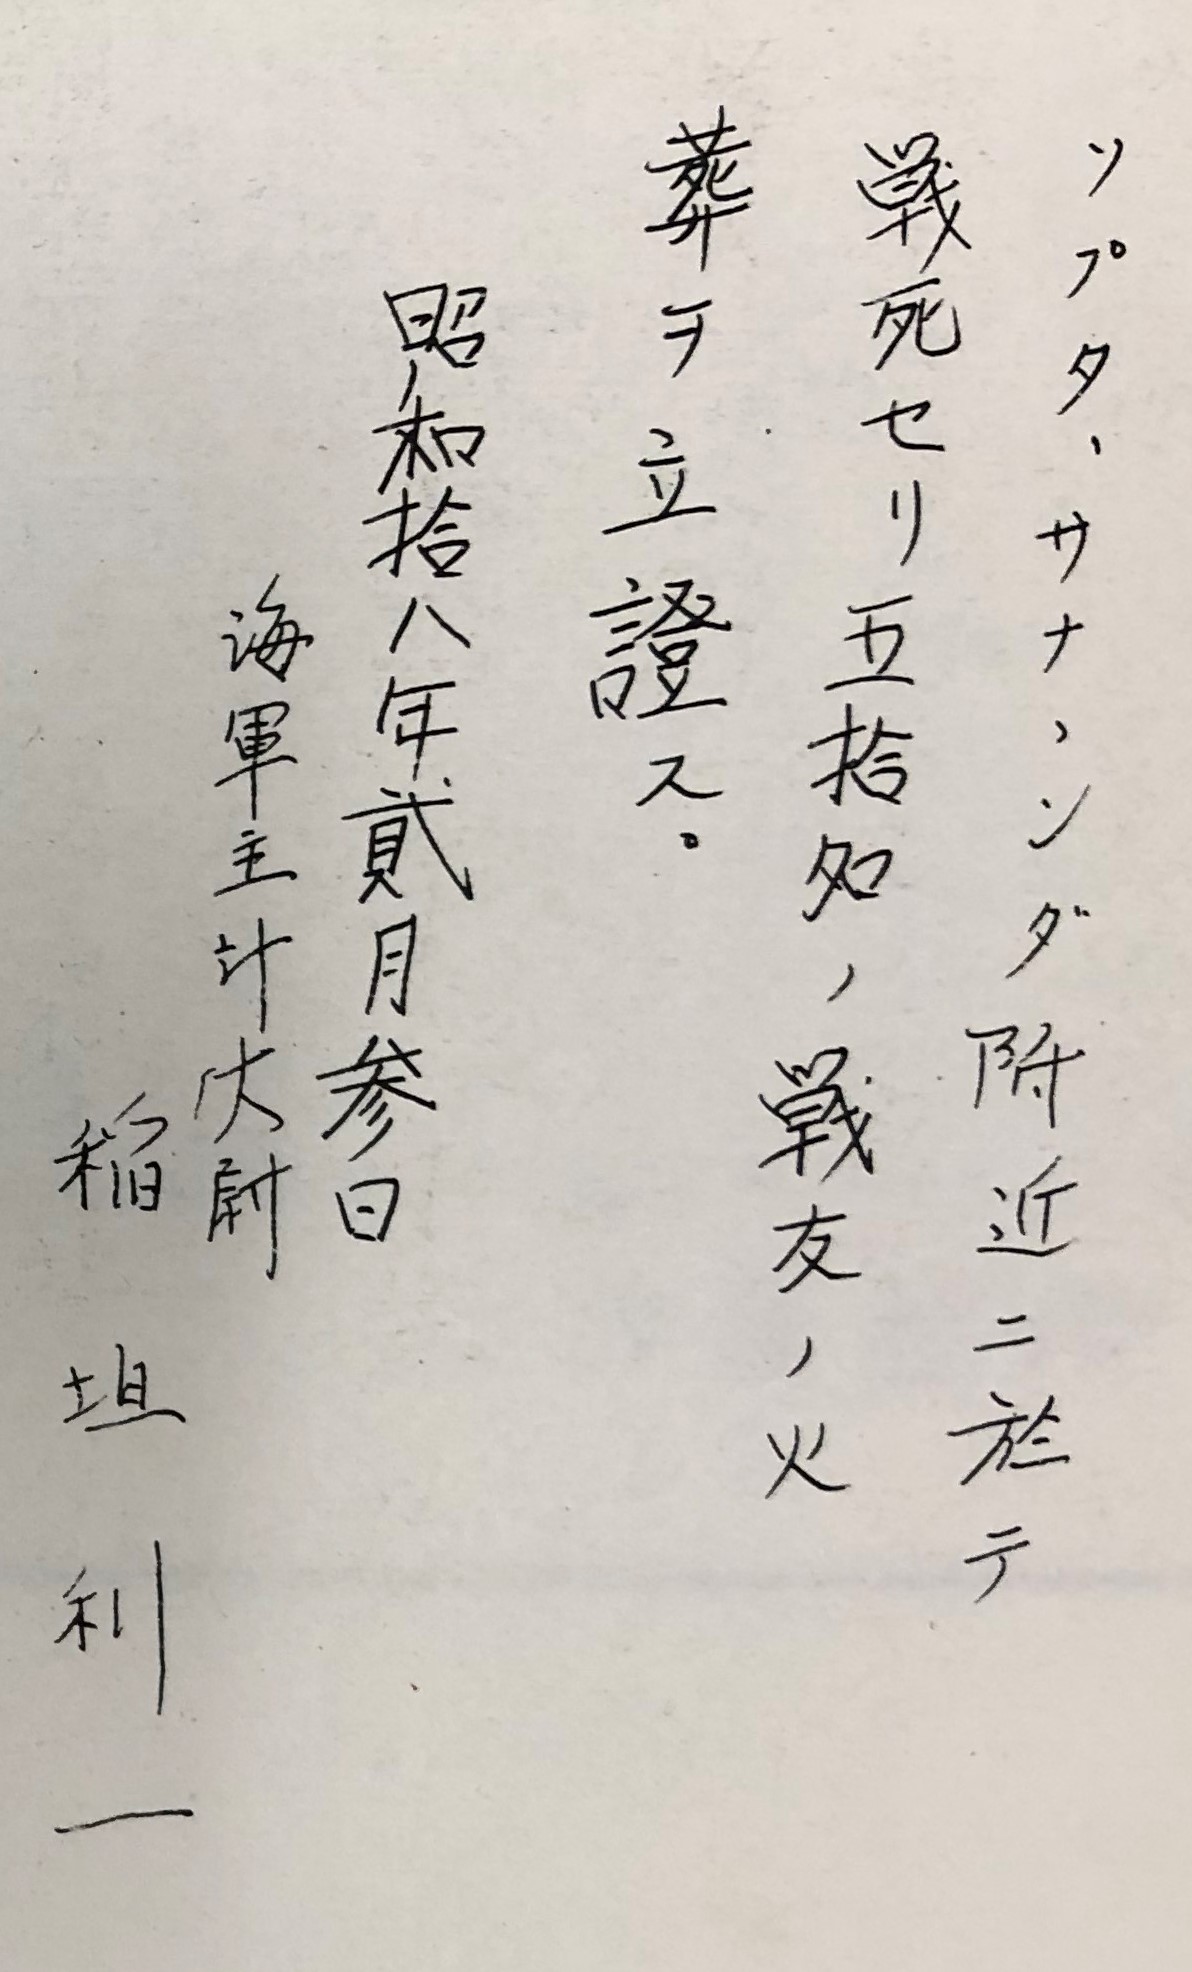 ソプタ、サナヽンダ附近ニ於テ
戦死セリ五拾名ノ戦友ノ火
葬ヲ立證ス。
昭和拾八年貳月参日
海軍主計大尉
稲垣利一